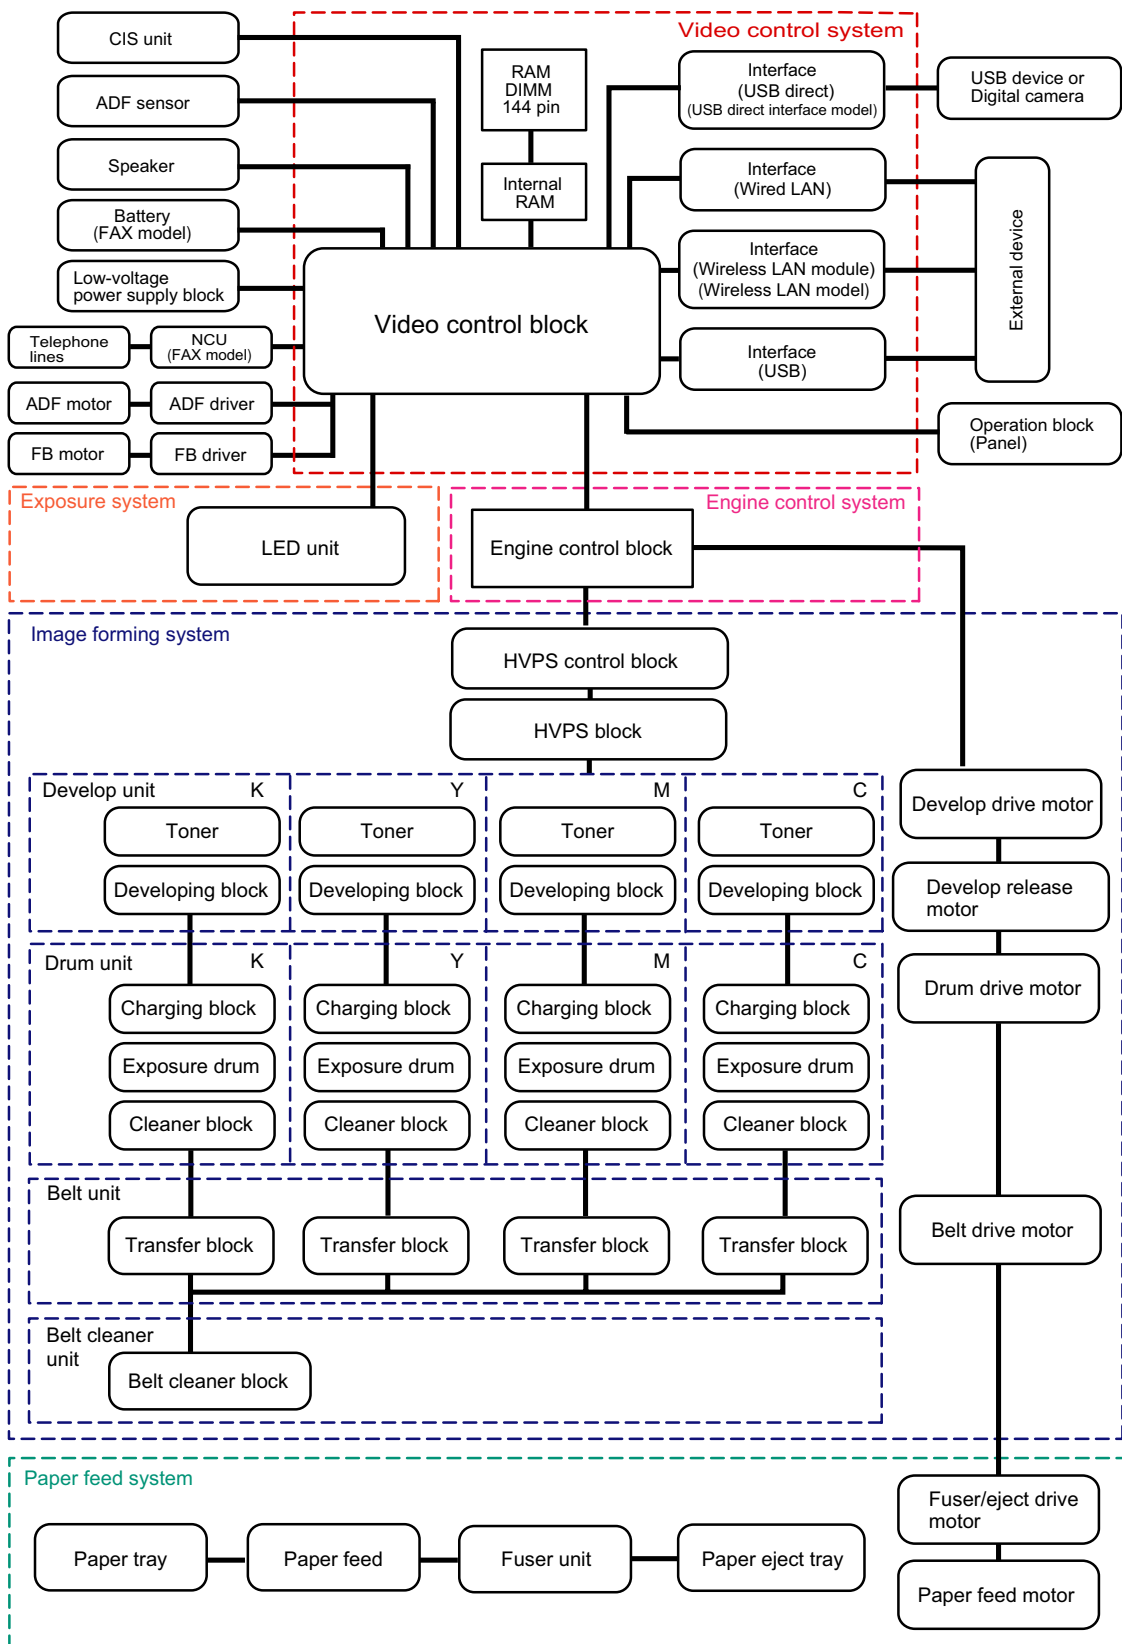 Video control system
CIS unit
ADF sensor
Speaker
Battery
(FAX model)
Low-voltage
power supply block
Telephone
lines
NCU
(FAX model)
ADF motor
ADF driver
FB motor
FB driver
RAM
DIMM
144 pin
Internal
RAM
Video control block
Interface
(USB direct)
(USB direct interface model)
Interface
(Wired LAN)
Interface
(Wireless LAN module)
(Wireless LAN model)
Interface
(USB)
USB device or
Digital camera
External device
Operation block
(Panel)
Exposure system
LED unit
Engine control system
Engine control block
Image forming system
HVPS control block
HVPS block
Develop unit
K
Y
M
C
Toner
Toner
Toner
Toner
Developing block
Developing block
Developing block
Developing block
Drum unit
K
Y
M
C
Charging block
Charging block
Charging block
Charging block
Exposure drum
Exposure drum
Exposure drum
Exposure drum
Cleaner block
Cleaner block
Cleaner block
Cleaner block
Belt unit
Transfer block
Transfer block
Transfer block
Transfer block
Belt cleaner
unit
Belt cleaner block
Develop drive motor
Develop release
motor
Drum drive motor
Belt drive motor
Paper feed system
Paper tray
Paper feed
Fuser unit
Paper eject tray
Fuser/eject drive
motor
Paper feed motor